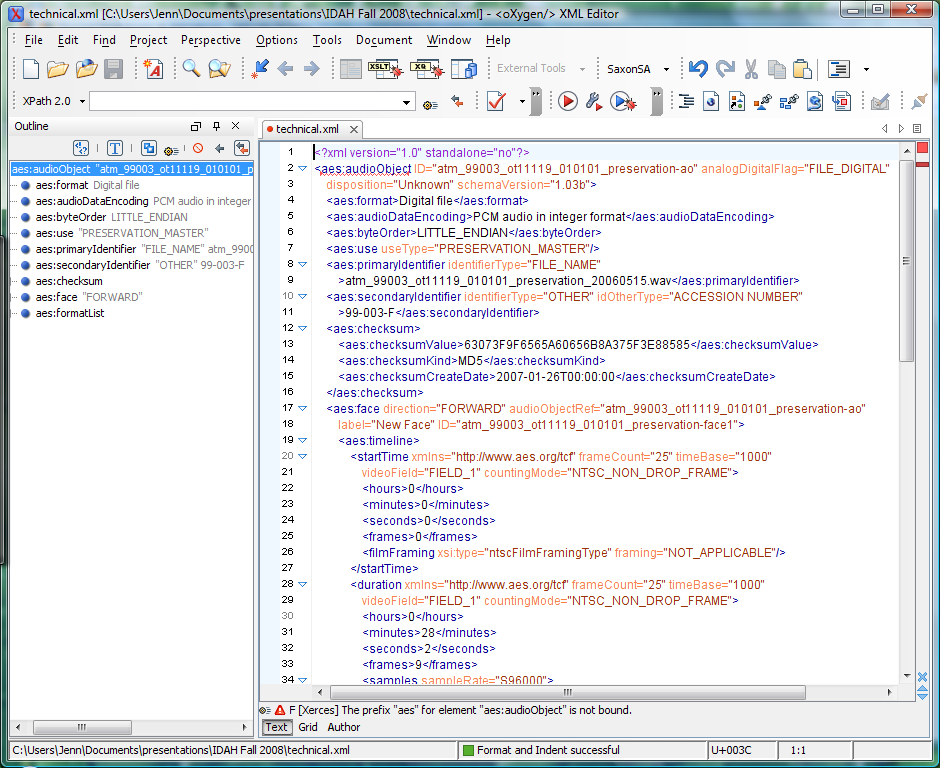 technical.xml [C:\Users\Jenn\Documents\presentations\IDAH Fall 2008\technical.xml] - <oXygen/> XML Editor
File Edit Find Project Perspective Options Tools Document Window Help
XSLT XQ External Tools SaxonSA
XPath 2.0
Outline
aes:audioObject "atm_99003_ot11119_010101_p
aes:format Digital file
aes:audioDataEncoding PCM audio in integer
aes:byteOrder LITTLE_ENDIAN
aes:use "PRESERVATION_MASTER"
aes:primaryIdentifier "FILE_NAME" atm_9900
aes:secondaryIdentifier "OTHER" 99-003-F
aes:checksum
aes:face "FORWARD"
aes:formatList
technical.xml
1 <?xml version="1.0" standalone="no"?>
2 <aes:audioObject ID="atm_99003_ot11119_010101_preservation-ao" analogDigitalFlag="FILE_DIGITAL"
3 disposition="Unknown" schemaVersion="1.03b">
4 <aes:format>Digital file</aes:format>
5 <aes:audioDataEncoding>PCM audio in integer format</aes:audioDataEncoding>
6 <aes:byteOrder>LITTLE_ENDIAN</aes:byteOrder>
7 <aes:use useType="PRESERVATION_MASTER"/>
8 <aes:primaryIdentifier identifierType="FILE_NAME"
9 >atm_99003_ot11119_010101_preservation_20060515.wav</aes:primaryIdentifier>
10 <aes:secondaryIdentifier identifierType="OTHER" idOtherType="ACCESSION NUMBER"
11 >99-003-F</aes:secondaryIdentifier>
12 <aes:checksum>
13 <aes:checksumValue>63073F9F6565A60656B8A375F3E88585</aes:checksumValue>
14 <aes:checksumKind>MD5</aes:checksumKind>
15 <aes:checksumCreateDate>2007-01-26T00:00:00</aes:checksumCreateDate>
16 </aes:checksum>
17 <aes:face direction="FORWARD" audioObjectRef="atm_99003_ot11119_010101_preservation-ao"
18 label="New Face" ID="atm_99003_ot11119_010101_preservation-face1">
19 <aes:timeline>
20 <startTime xmlns="http://www.aes.org/tcf" frameCount="25" timeBase="1000"
21 videoField="FIELD_1" countingMode="NTSC_NON_DROP_FRAME">
22 <hours>0</hours>
23 <minutes>0</minutes>
24 <seconds>0</seconds>
25 <frames>0</frames>
26 <filmFraming xsi:type="ntscFilmFramingType" framing="NOT_APPLICABLE"/>
27 </startTime>
28 <duration xmlns="http://www.aes.org/tcf" frameCount="25" timeBase="1000"
29 videoField="FIELD_1" countingMode="NTSC_NON_DROP_FRAME">
30 <hours>0</hours>
31 <minutes>28</minutes>
32 <seconds>2</seconds>
33 <frames>9</frames>
34 <samples sampleRate="S96000">
F [Xerces] The prefix "aes" for element "aes:audioObject" is not bound.
Text Grid Author
C:\Users\Jenn\Documents\presentations\IDAH Fall 2008\technical.xml Format and Indent successful U+003C 1:1